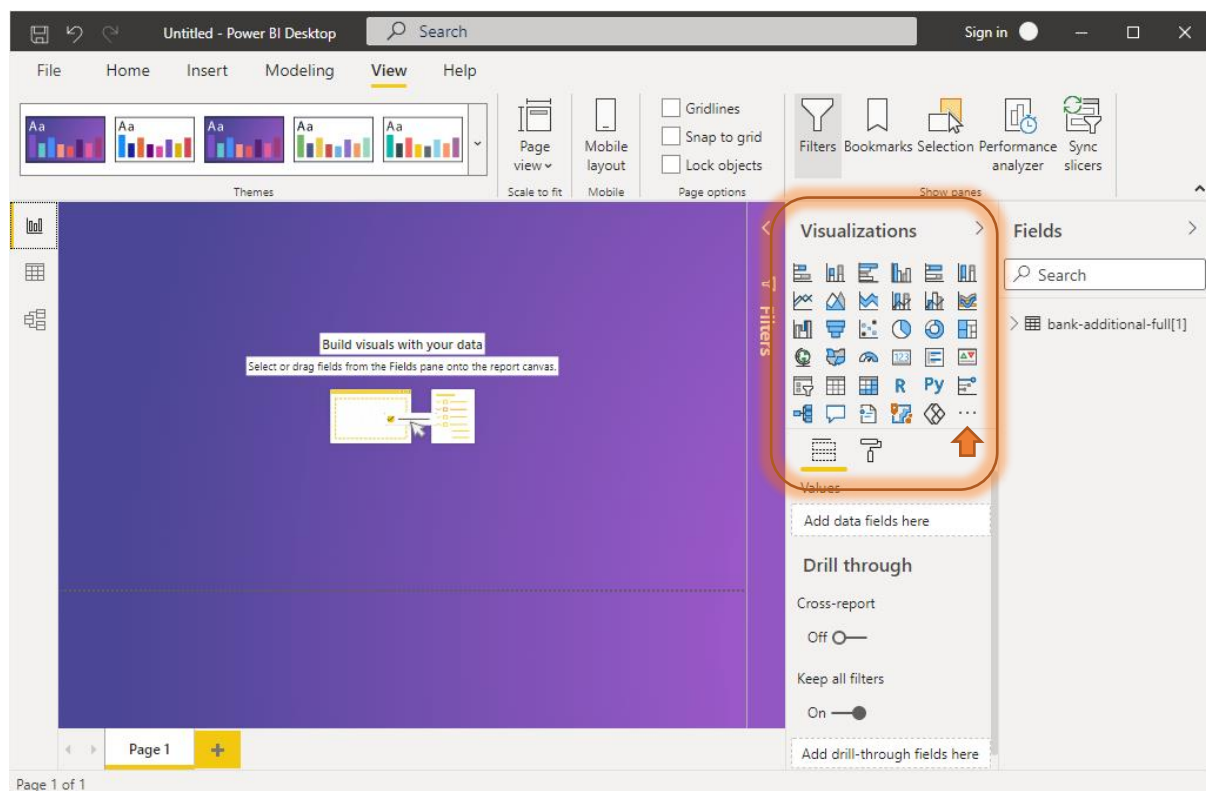 Untitled - Power BI Desktop
Search
Sign in
File Home Insert Modeling View Help
Aa Aa Aa Aa Aa
Page view
Mobile layout
Gridlines
Snap to grid
Lock objects
Filters Bookmarks Selection Performance analyzer Sync slicers
Themes Scale to fit Mobile Page options Show panes
Filters
Visualizations
Fields
Search
bank-additional-full[1]
Build visuals with your data
Select or drag fields from the Fields pane onto the report canvas.
123
R Py
...
Values
Add data fields here
Drill through
Cross-report
Off
Keep all filters
On
Add drill-through fields here
Page 1
Page 1 of 1